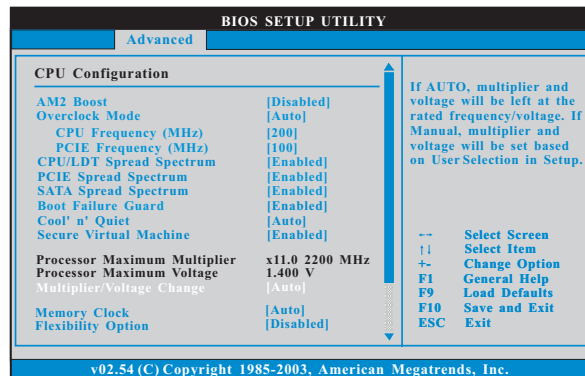 BIOS SETUP UTILITY
Advanced
CPU Configuration
AM2 Boost [Disabled]
Overclock Mode [Auto]
CPU Frequency (MHz) [200]
PCIE Frequency (MHz) [100]
CPU/LDT Spread Spectrum [Enabled]
PCIE Spread Spectrum [Enabled]
SATA Spread Spectrum [Enabled]
Boot Failure Guard [Enabled]
Cool' n' Quiet [Auto]
Secure Virtual Machine [Enabled]
Processor Maximum Multiplier x11.0 2200 MHz
Processor Maximum Voltage 1.400 V
Multiplier/Voltage Change [Auto]
Memory Clock [Auto]
Flexibility Option [Disabled]
If AUTO, multiplier and
voltage will be left at the
rated frequency/voltage. If
Manual, multiplier and
voltage will be set based
on User Selection in Setup.
←→ Select Screen
↑↓ Select Item
+- Change Option
F1 General Help
F9 Load Defaults
F10 Save and Exit
ESC Exit
v02.54 (C) Copyright 1985-2003, American Megatrends, Inc.